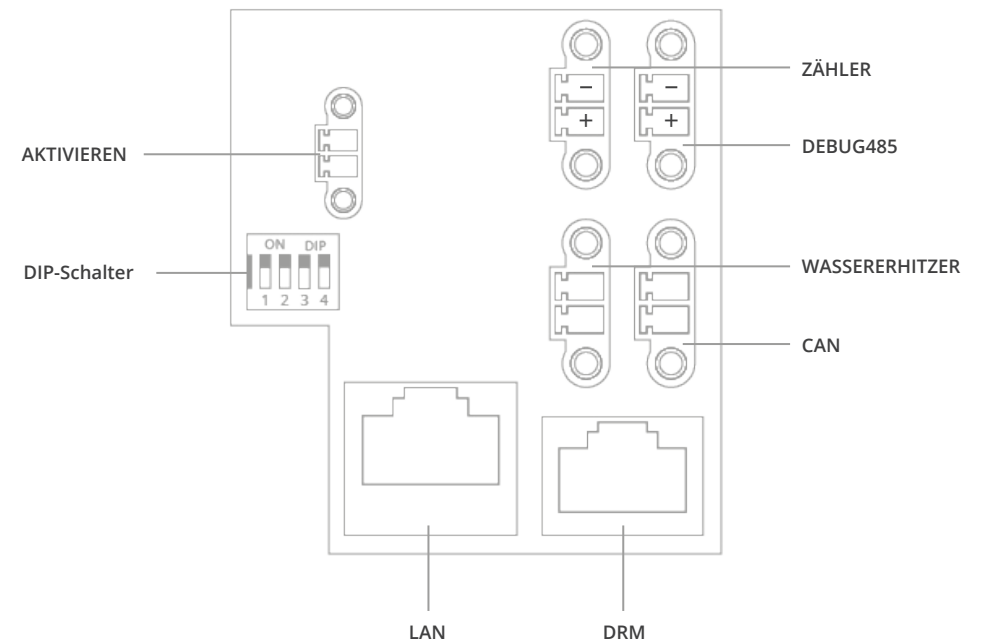 ZÄHLER
− −
+ +
DEBUG485
AKTIVIEREN
ON DIP
1 2 3 4
DIP-Schalter
WASSERERHITZER
CAN
LAN
DRM